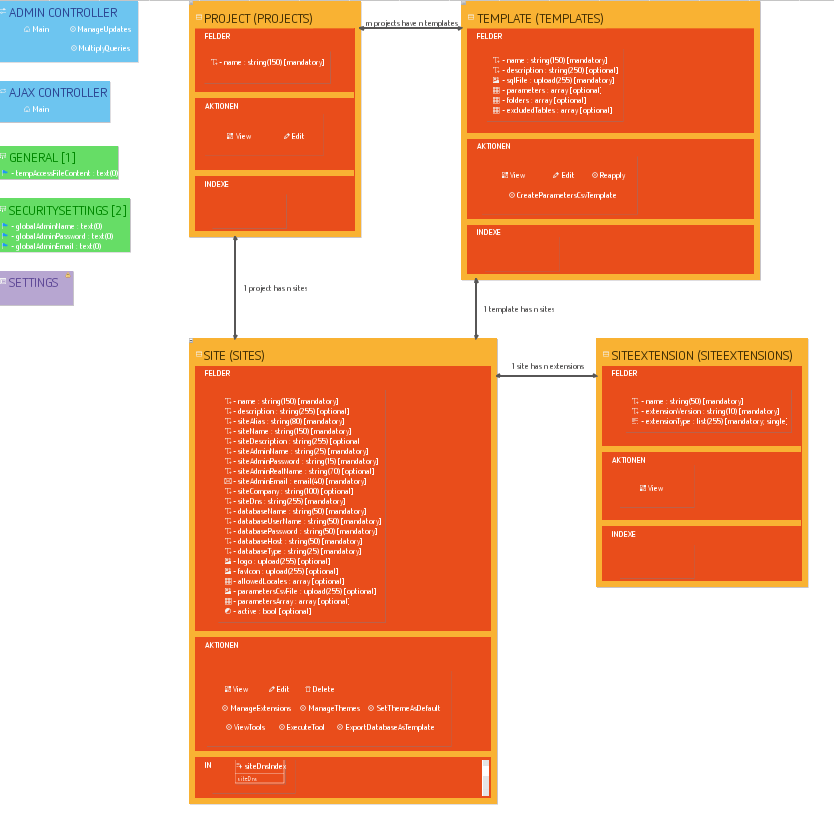 ADMIN CONTROLLER
Main
ManageUpdates
MultiplyQueries
AJAX CONTROLLER
Main
GENERAL [1]
- tempAccessFileContent : text(0)
SECURITYSETTINGS [2]
- globalAdminName : text(0)
- globalAdminPassword : text(0)
- globalAdminEmail : text(0)
SETTINGS
PROJECT (PROJECTS)
FELDER
- name : string(150) [mandatory]
AKTIONEN
View
Edit
INDEXE
m projects have n templates
TEMPLATE (TEMPLATES)
FELDER
- name : string(150) [mandatory]
- description : string(250) [optional]
- sqlFile : upload(255) [mandatory]
- parameters : array [optional]
- folders : array [optional]
- excludedTables : array [optional]
AKTIONEN
View
Edit
Reapply
CreateParametersCsvTemplate
INDEXE
1 project has n sites
1 template has n sites
SITE (SITES)
FELDER
- name : string(150) [mandatory]
- description : string(255) [optional]
- siteAlias : string(80) [mandatory]
- siteName : string(150) [mandatory]
- siteDescription : string(255) [optional
- siteAdminName : string(25) [mandatory]
- siteAdminPassword : string(15) [mandatory]
- siteAdminRealName : string(70) [optional]
- siteAdminEmail : email(40) [mandatory]
- siteCompany : string(100) [optional]
- siteDns : string(255) [mandatory]
- databaseName : string(50) [mandatory]
- databaseUserName : string(50) [mandatory]
- databasePassword : string(50) [mandatory]
- databaseHost : string(50) [mandatory]
- databaseType : string(25) [mandatory]
- logo : upload(255) [optional]
- favIcon : upload(255) [optional]
- allowedLocales : array [optional]
- parametersCsvFile : upload(255) [optional]
- parametersArray : array [optional]
- active : bool [optional]
AKTIONEN
View
Edit
Delete
ManageExtensions
ManageThemes
SetThemeAsDefault
ViewTools
ExecuteTool
ExportDatabaseAsTemplate
IN
siteDnsIndex
siteDns
1 site has n extensions
SITEEXTENSION (SITEEXTENSIONS)
FELDER
- name : string(50) [mandatory]
- extensionVersion : string(10) [mandatory]
- extensionType : list(255) [mandatory, single]
AKTIONEN
View
INDEXE